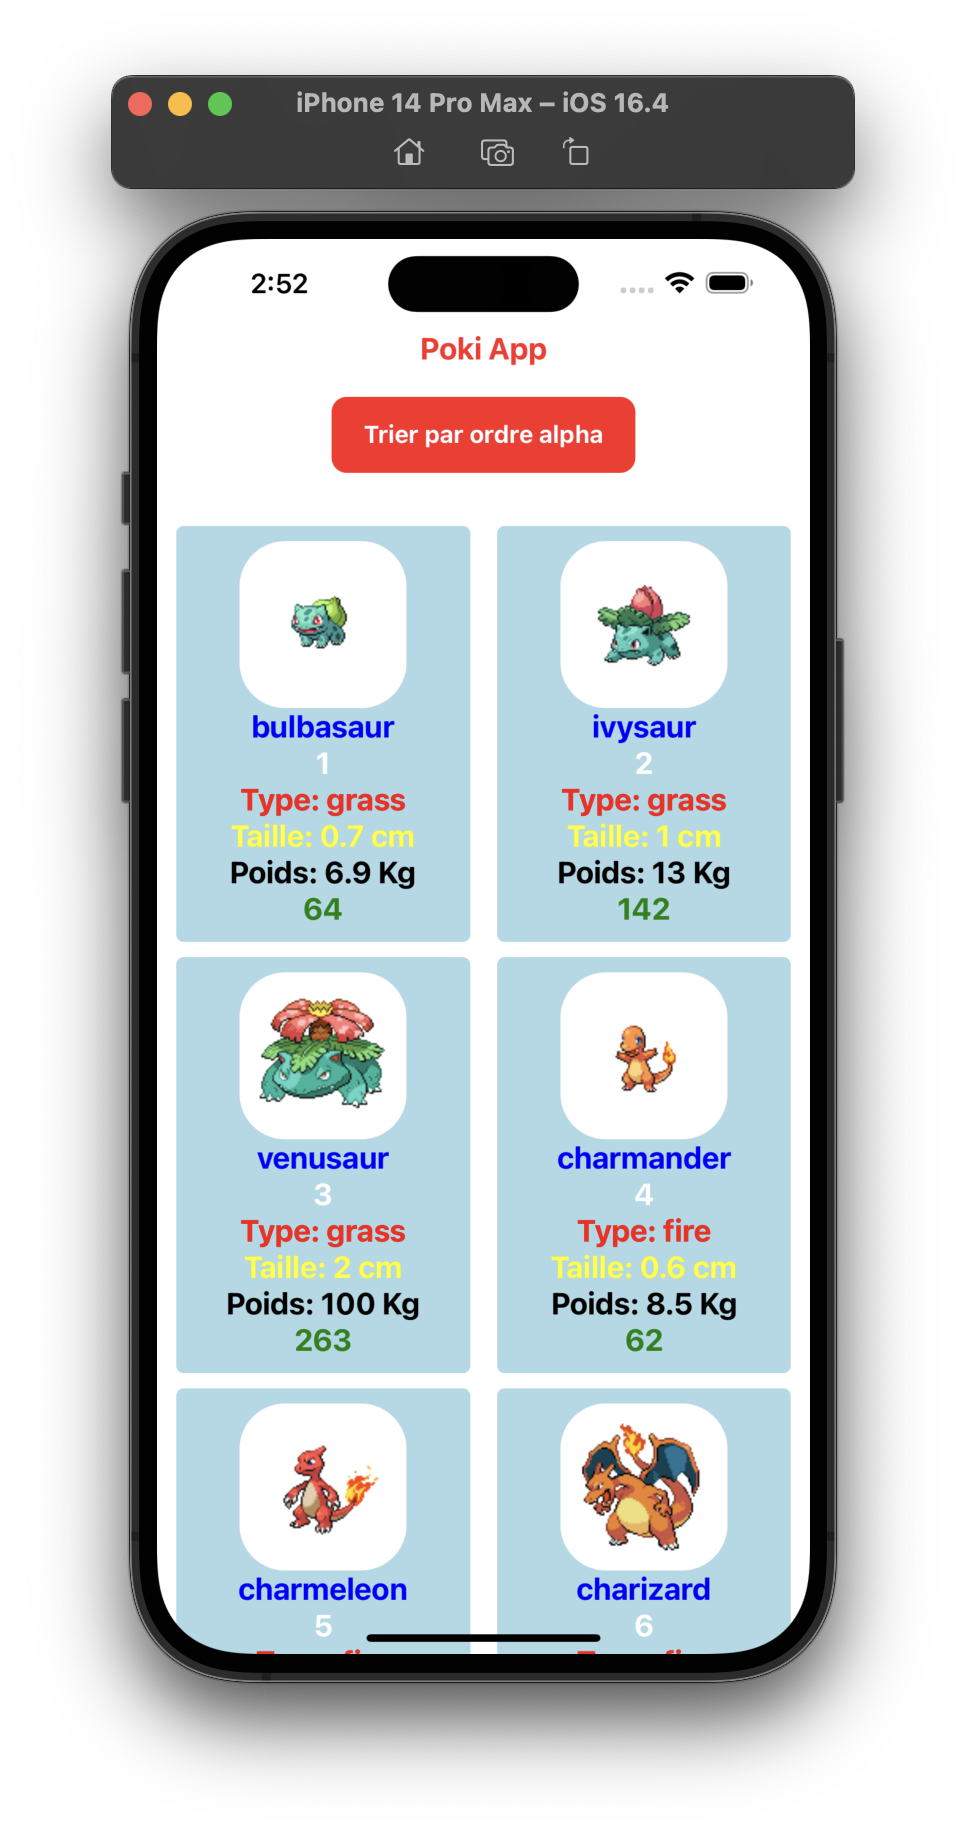 iPhone 14 Pro Max – iOS 16.4
2:52
Poki App
Trier par ordre alpha
bulbasaur
1
Type: grass
Taille: 0.7 cm
Poids: 6.9 Kg
64
ivysaur
2
Type: grass
Taille: 1 cm
Poids: 13 Kg
142
venusaur
3
Type: grass
Taille: 2 cm
Poids: 100 Kg
263
charmander
4
Type: fire
Taille: 0.6 cm
Poids: 8.5 Kg
62
charmeleon
5
charizard
6